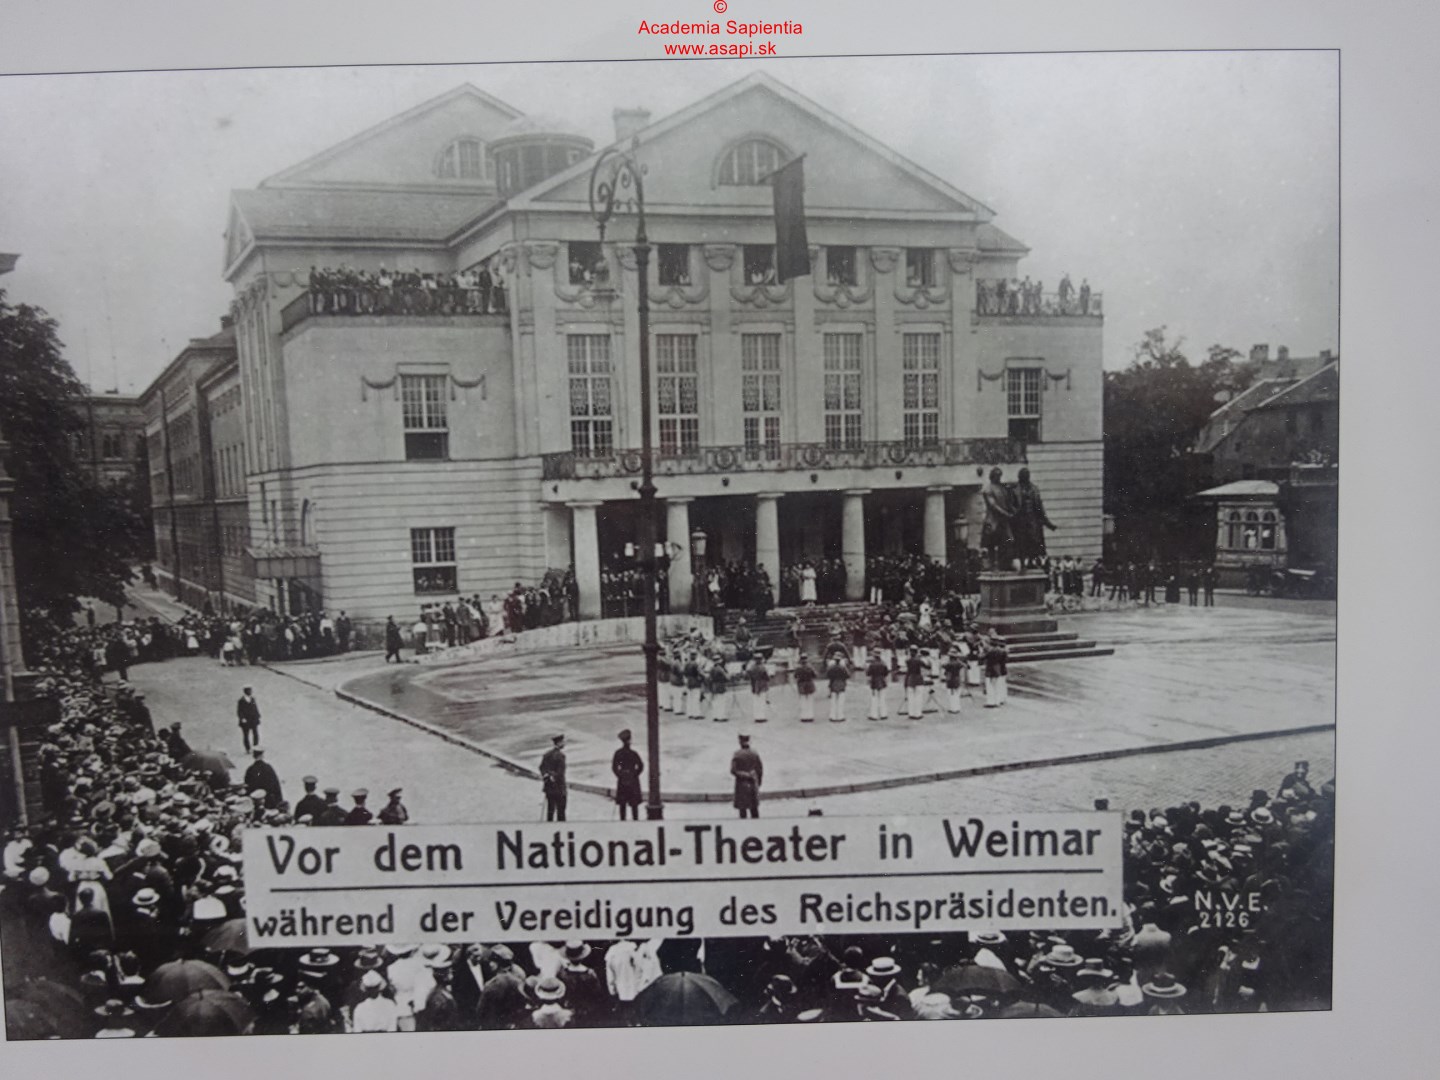 ©
Academia Sapientia
www.asapi.sk
Vor dem National-Theater in Weimar
während der Vereidigung des Reichspräsidenten.
N.V.E.
2126